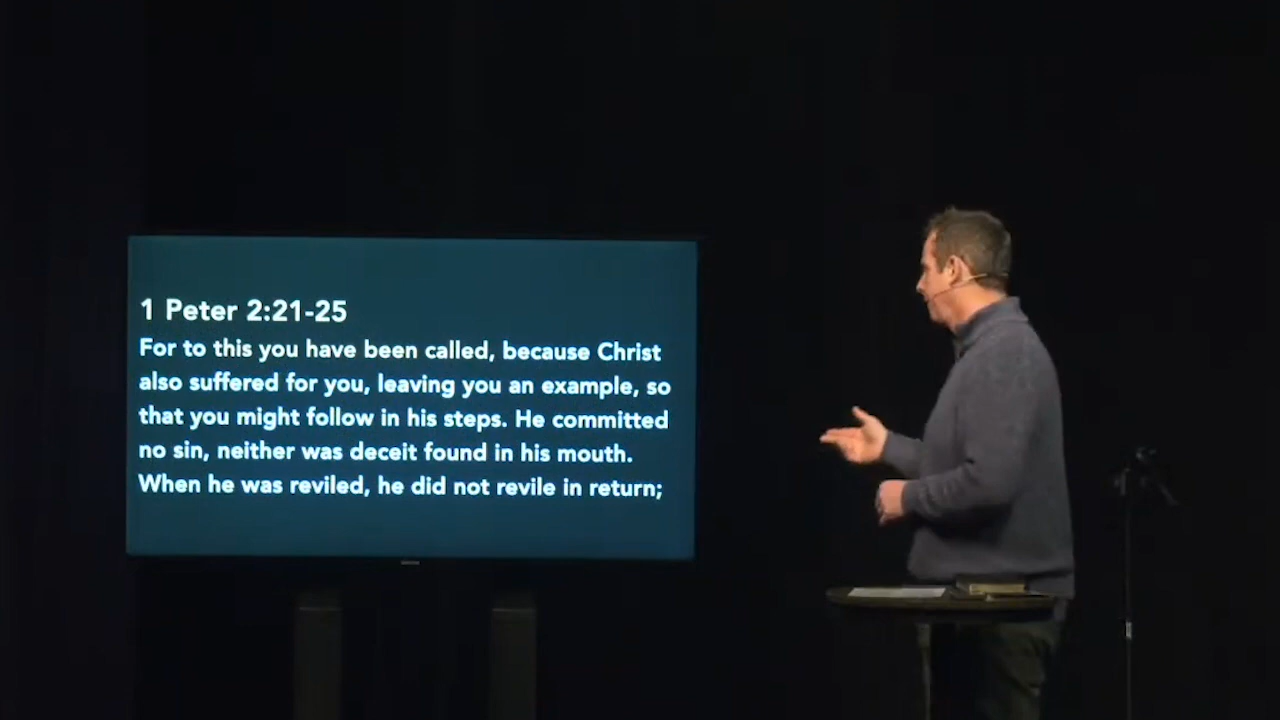 1 Peter 2:21-25
For to this you have been called, because Christ
also suffered for you, leaving you an example, so
that you might follow in his steps. He committed
no sin, neither was deceit found in his mouth.
When he was reviled, he did not revile in return;